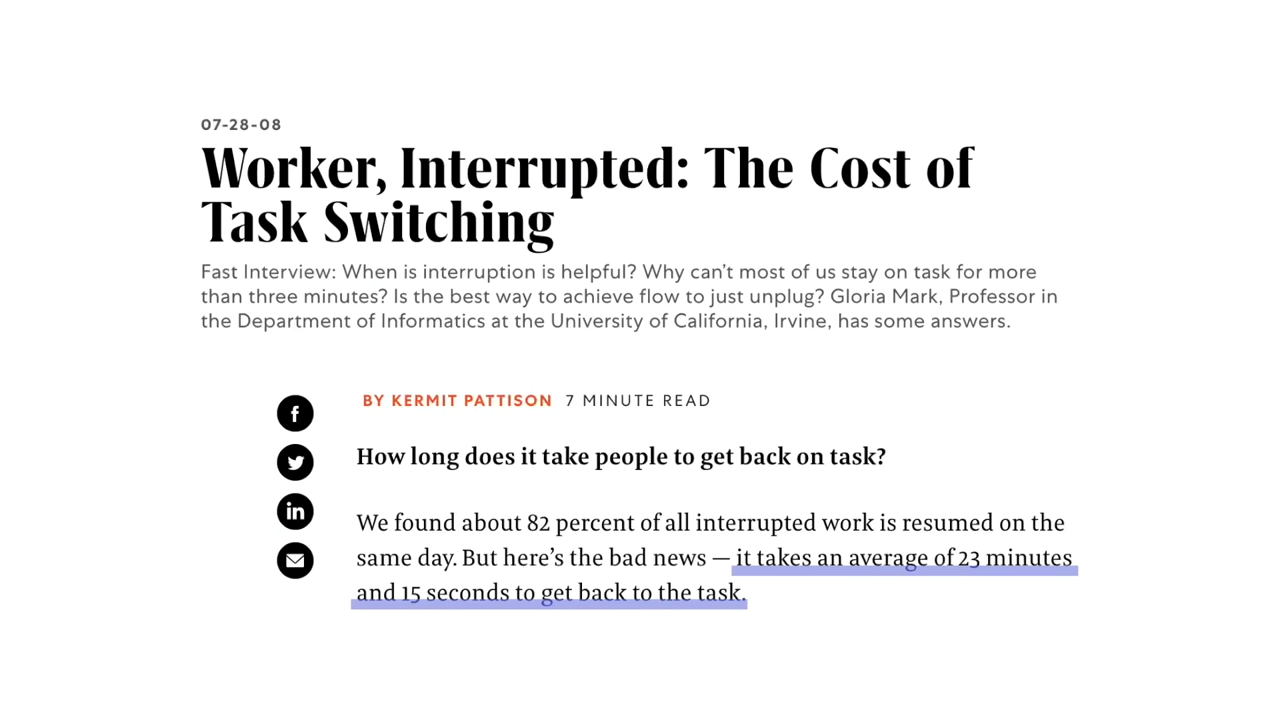 07-28-08
Worker, Interrupted: The Cost of
Task Switching
Fast Interview: When is interruption is helpful? Why can’t most of us stay on task for more
than three minutes? Is the best way to achieve flow to just unplug? Gloria Mark, Professor in
the Department of Informatics at the University of California, Irvine, has some answers.
BY KERMIT PATTISON 7 MINUTE READ
How long does it take people to get back on task?
We found about 82 percent of all interrupted work is resumed on the
same day. But here’s the bad news — it takes an average of 23 minutes
and 15 seconds to get back to the task.